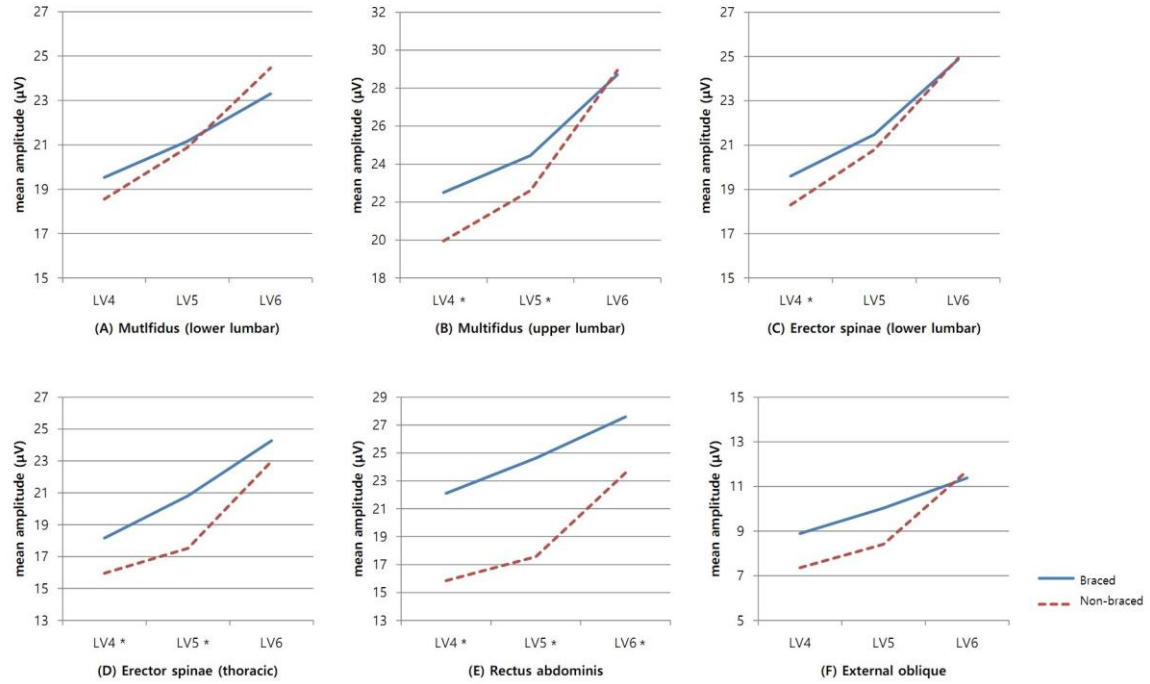 27
25
23
21
19
17
15
mean amplitude (μV)
LV4 LV5 LV6
(A) Mutlfidus (lower lumbar)
32
30
28
26
24
22
20
18
mean amplitude (μV)
LV4 * LV5 * LV6
(B) Multifidus (upper lumbar)
27
25
23
21
19
17
15
mean amplitude (μV)
LV4 * LV5 LV6
(C) Erector spinae (lower lumbar)
27
25
23
21
19
17
15
13
mean amplitude (μV)
LV4 * LV5 * LV6
(D) Erector spinae (thoracic)
29
27
25
23
21
19
17
15
13
mean amplitude (μV)
LV4 * LV5 * LV6 *
(E) Rectus abdominis
15
13
11
9
7
5
mean amplitude (μV)
LV4 LV5 LV6
(F) External oblique
Braced
Non-braced